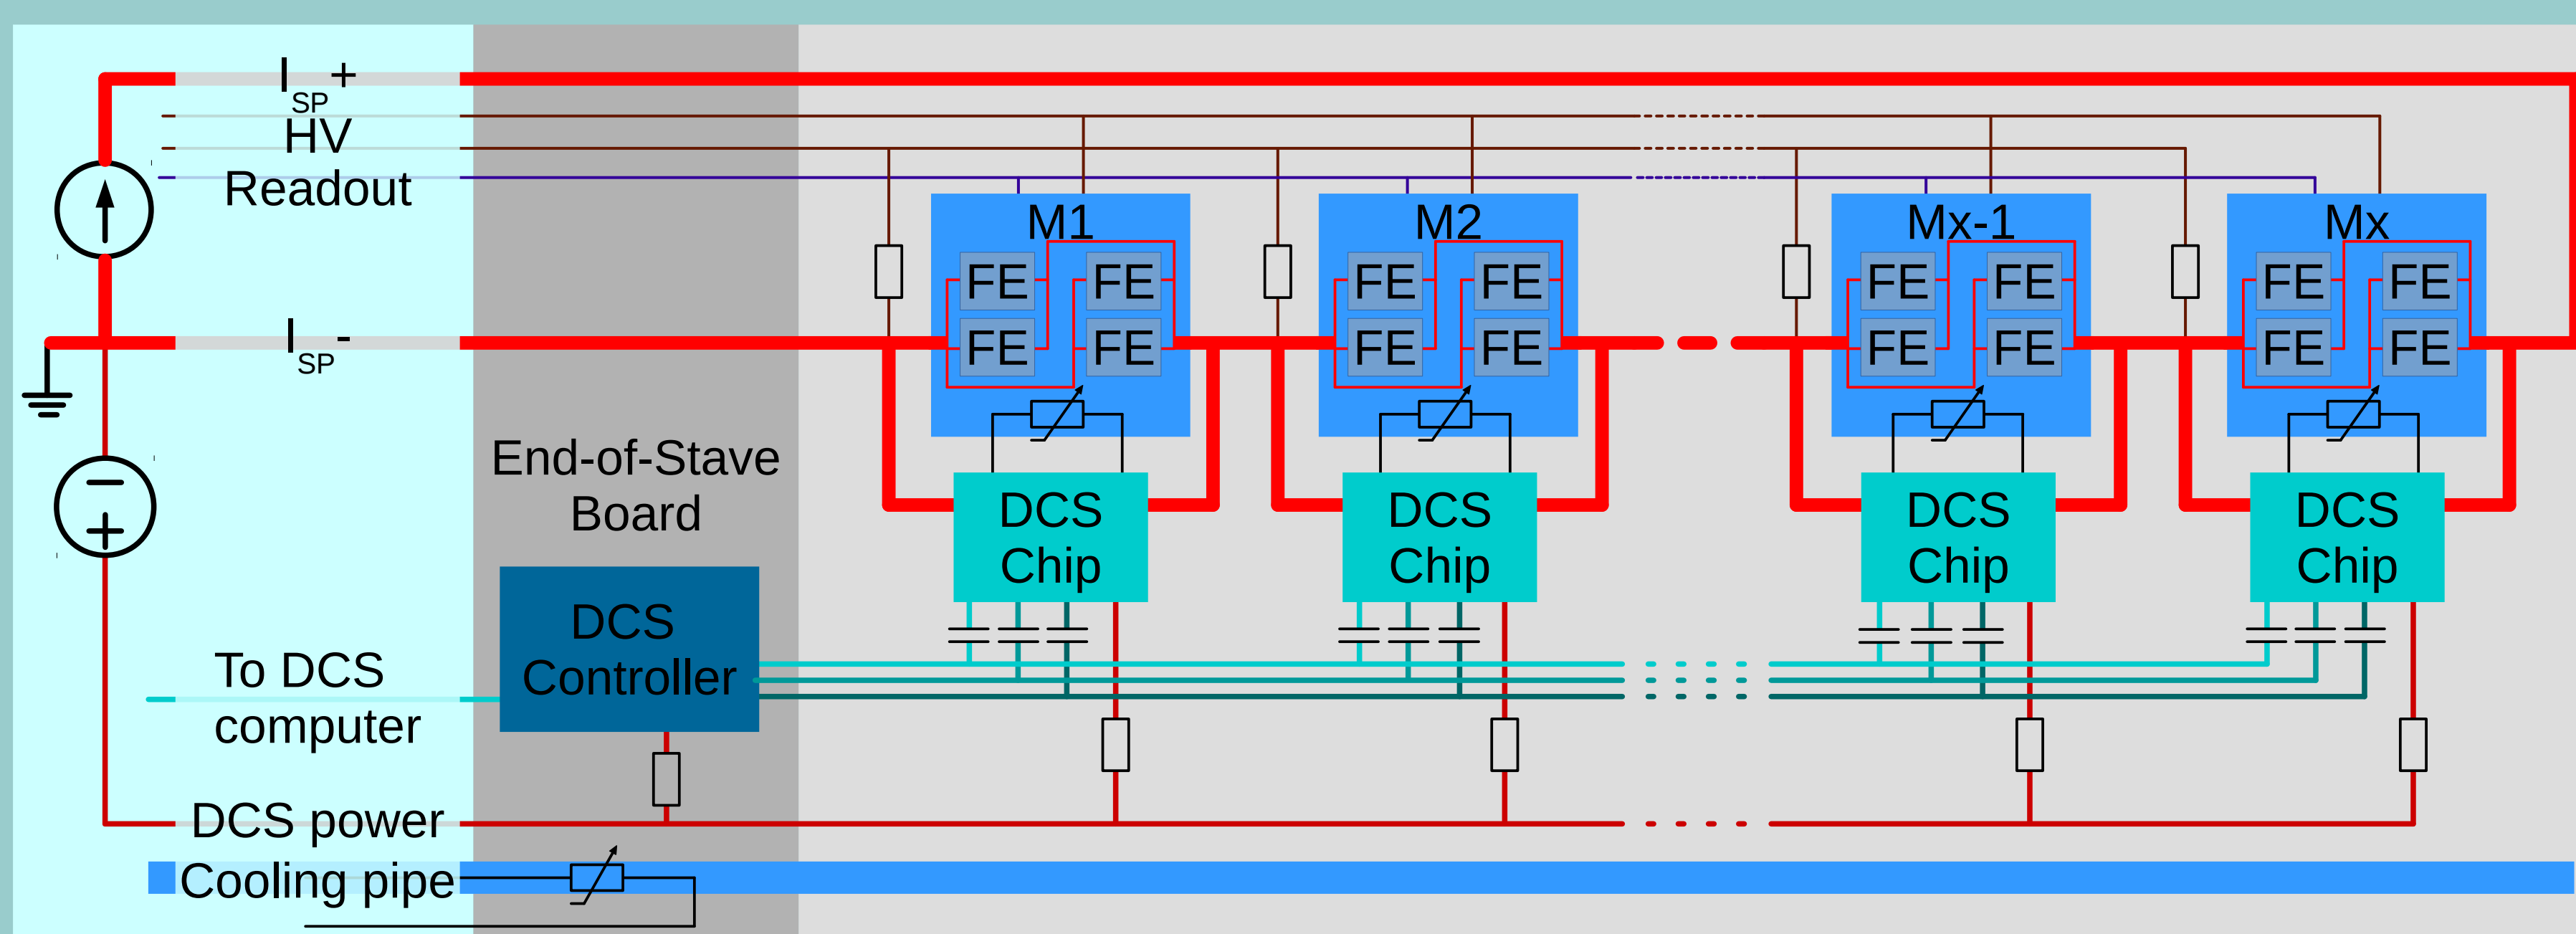 I SP +
HV
Readout
I SP -
End-of-Stave
Board
DCS
Controller
To DCS
computer
DCS power
Cooling pipe
M1
FE FE
FE FE
DCS
Chip
M2
FE FE
FE FE
DCS
Chip
Mx-1
FE FE
FE FE
DCS
Chip
Mx
FE FE
FE FE
DCS
Chip